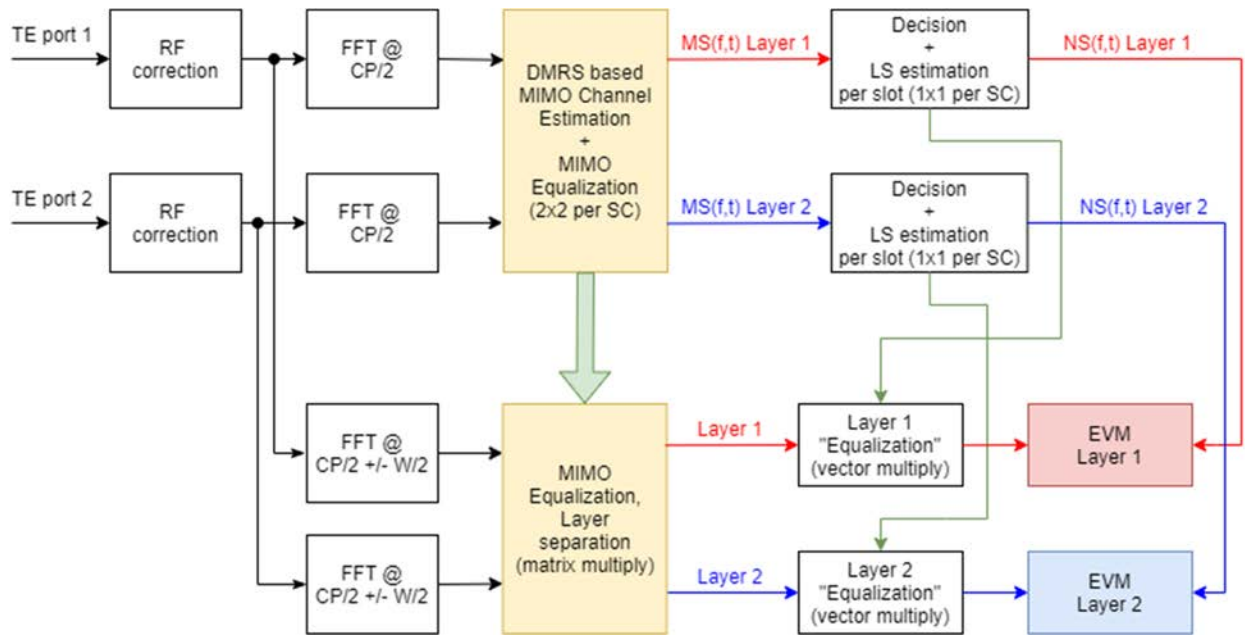 TE port 1
RF
correction
FFT @
CP/2
DMRS based
MIMO Channel
Estimation
+
MIMO
Equalization
(2x2 per SC)
MS(f,t) Layer 1
Decision
+
LS estimation
per slot (1x1 per SC)
NS(f,t) Layer 1
TE port 2
RF
correction
FFT @
CP/2
MS(f,t) Layer 2
Decision
+
LS estimation
per slot (1x1 per SC)
NS(f,t) Layer 2
FFT @
CP/2 +/- W/2
MIMO
Equalization,
Layer
separation
(matrix multiply)
Layer 1
Layer 1
"Equalization"
(vector multiply)
EVM
Layer 1
FFT @
CP/2 +/- W/2
Layer 2
Layer 2
"Equalization"
(vector multiply)
EVM
Layer 2